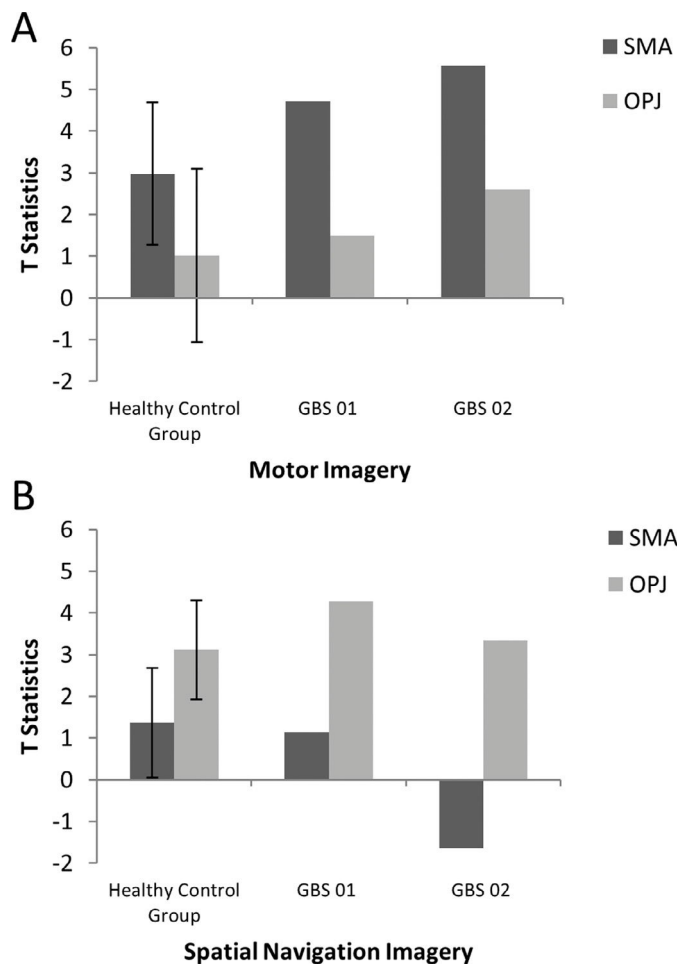 A
6
5
4
3
2
1
0
-1
-2
T Statistics
SMA
OPJ
Healthy Control
Group
GBS 01
GBS 02
Motor Imagery
B
6
5
4
3
2
1
0
-1
-2
T Statistics
SMA
OPJ
Healthy Control
Group
GBS 01
GBS 02
Spatial Navigation Imagery